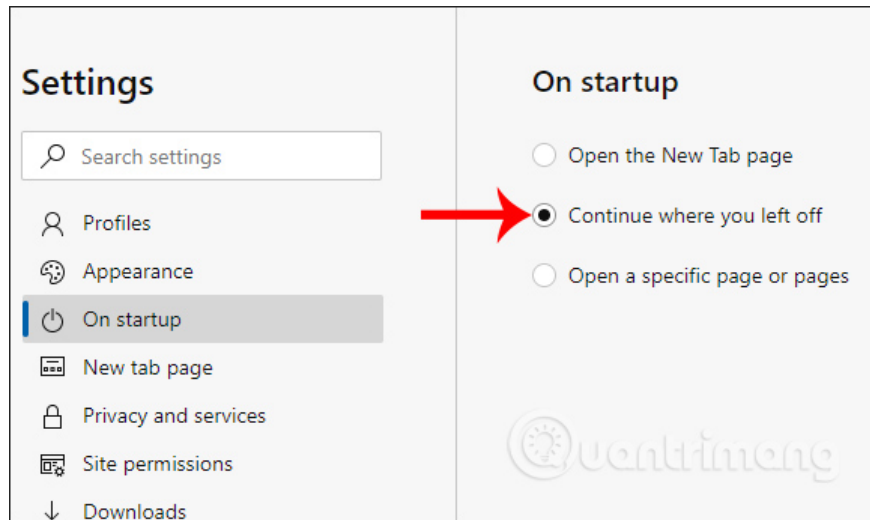 Settings
Search settings
Profiles
Appearance
On startup
New tab page
Privacy and services
Site permissions
Downloads
On startup
Open the New Tab page
Continue where you left off
Open a specific page or pages
Quantrimang